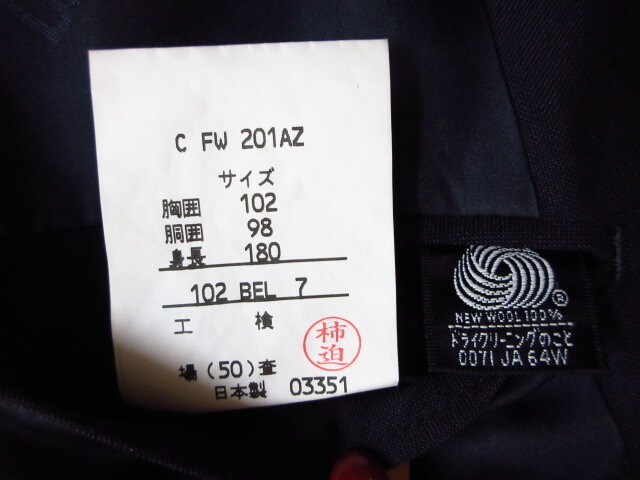 C FW 201AZ
サイズ
胸囲 102
胴囲 98
身長 180
102 BEL 7
工 検
柿迫
場(50)査
日本製 03351
®
NEW WOOL 100%
ドライクリーニングのこと
0071 JA 64W